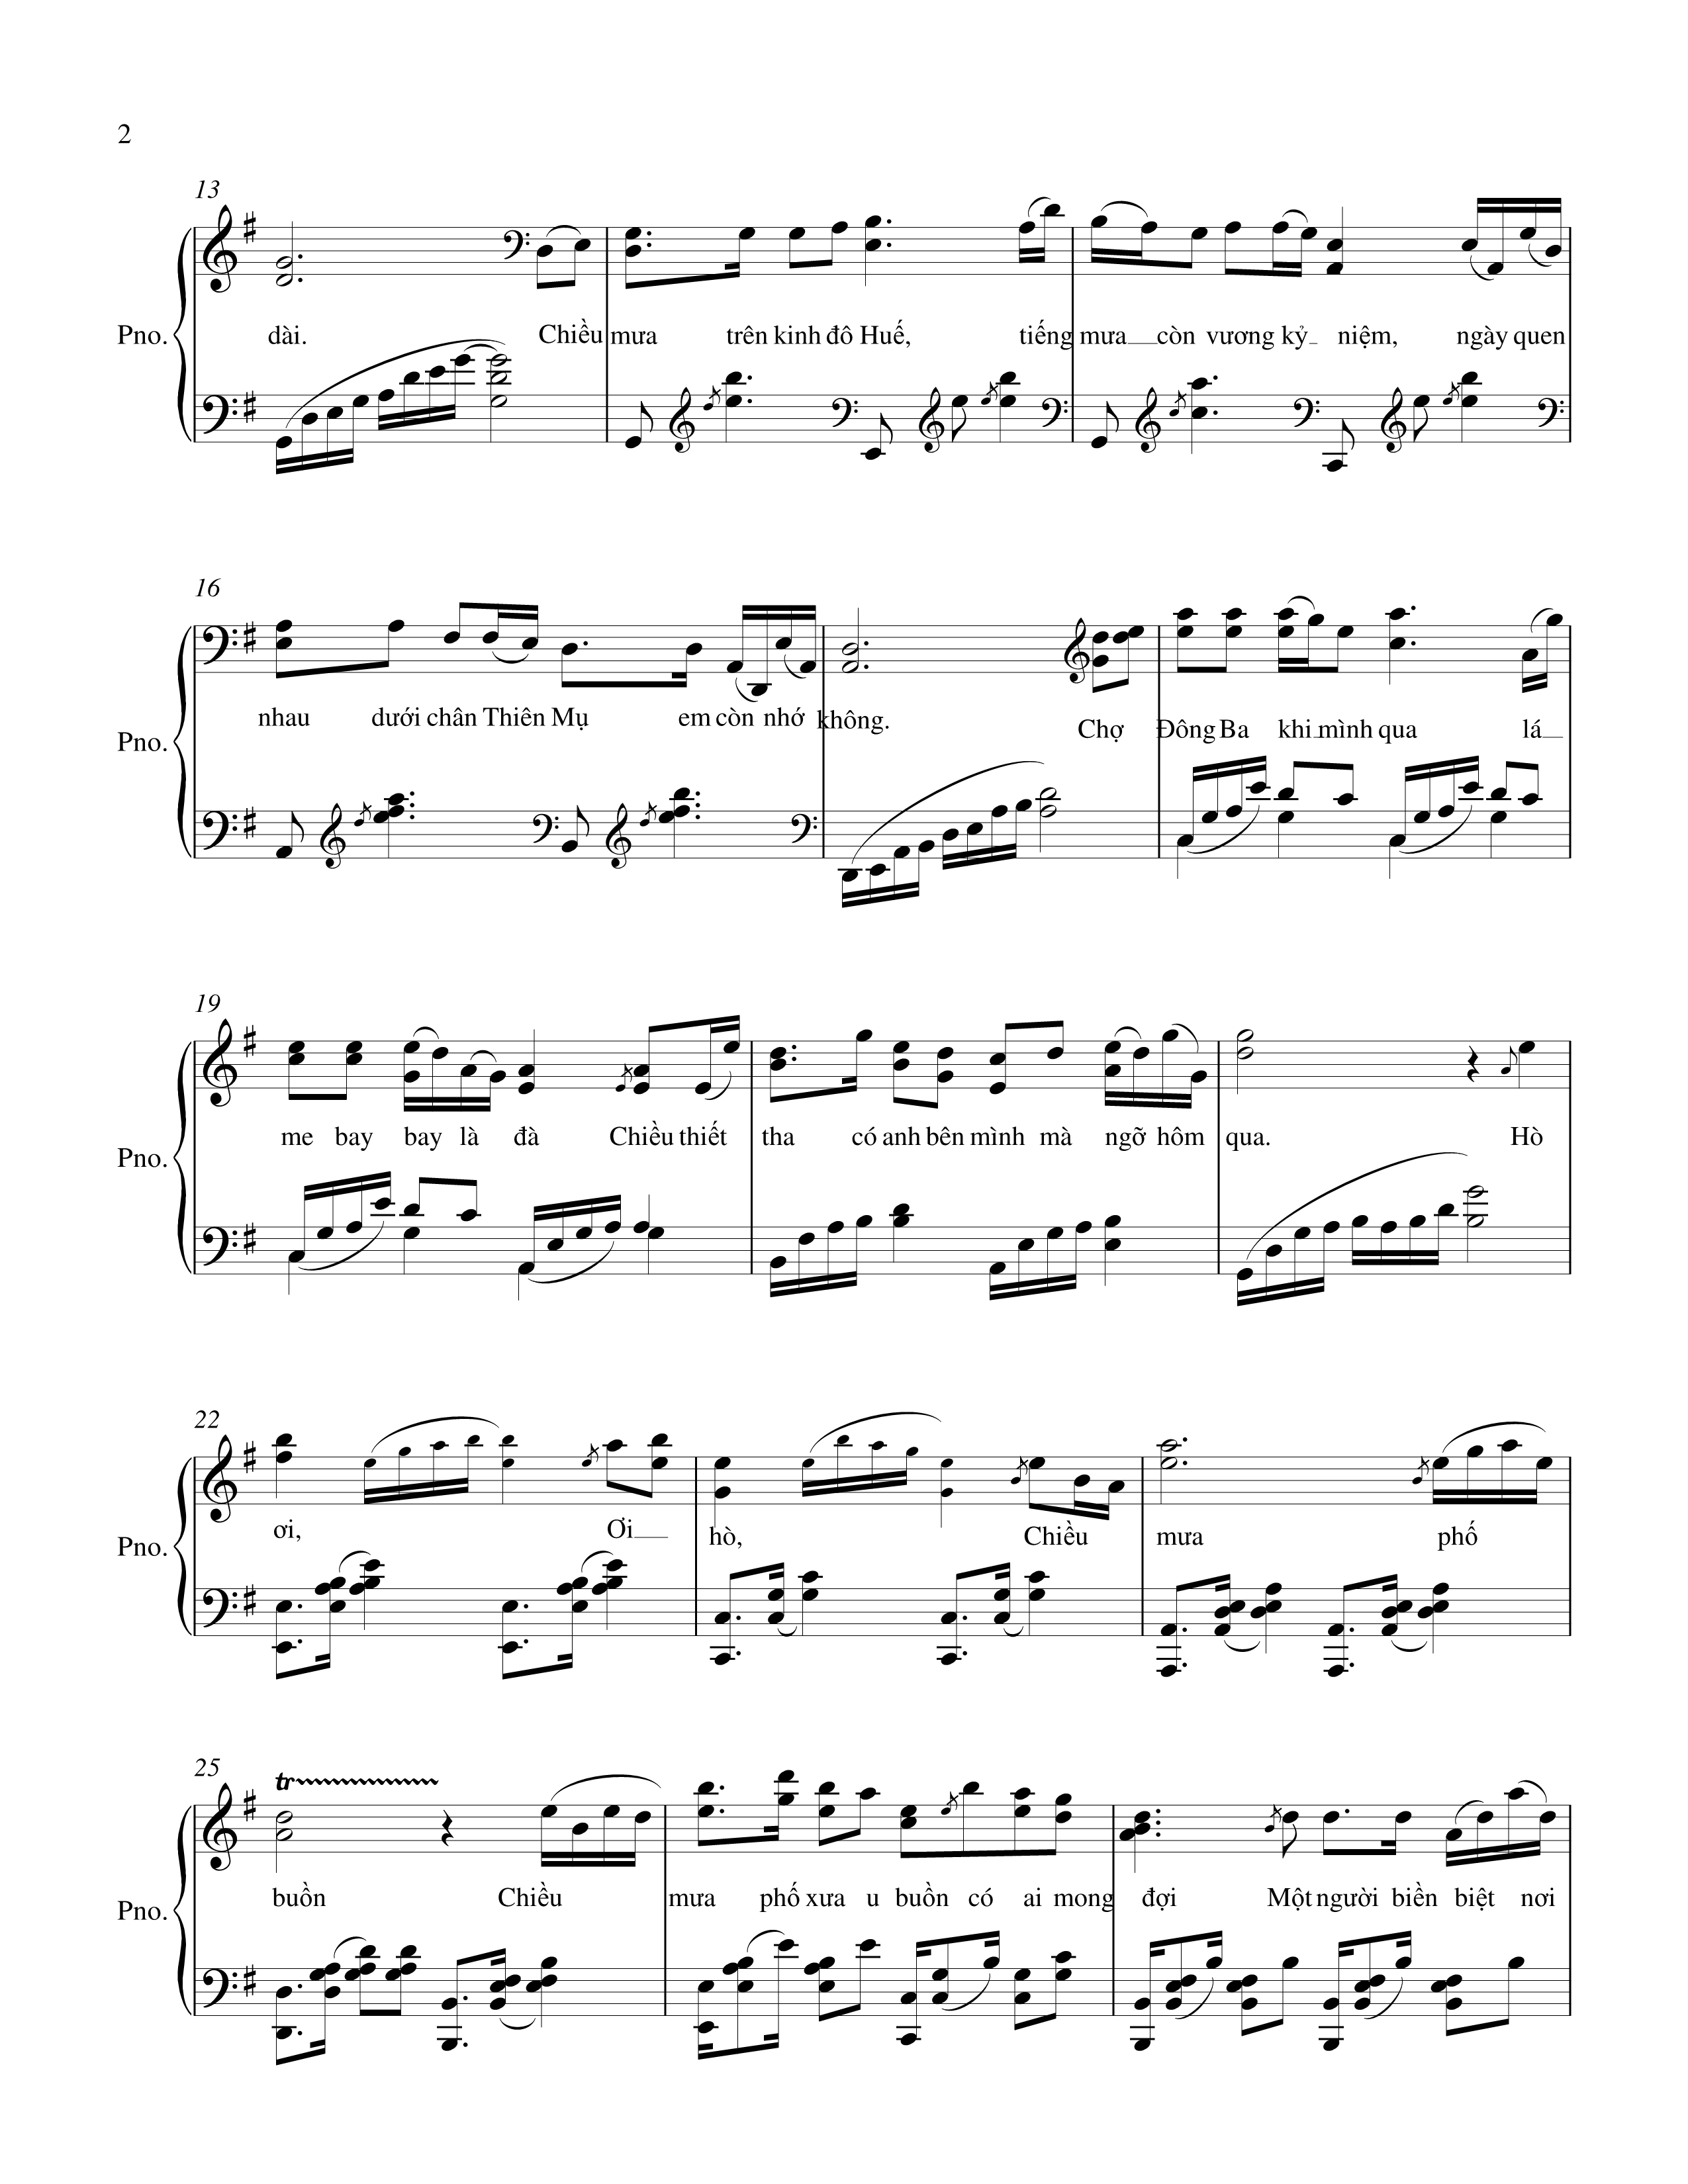 2
13
Pno.
dài. Chiều mưa trên kinh đô Huế, tiếng mưa còn vương kỷ niệm, ngày quen
16
Pno.
nhau dưới chân Thiên Mụ em còn nhớ không. Chợ Đông Ba khi mình qua lá
19
Pno.
me bay bay là đà Chiều thiết tha có anh bên mình mà ngỡ hôm qua. Hò
22
Pno.
ơi, Ơi hò, Chiều mưa phố
25
tr
Pno.
buồn Chiều mưa phố xưa u buồn có ai mong đợi Một người biền biệt nơi